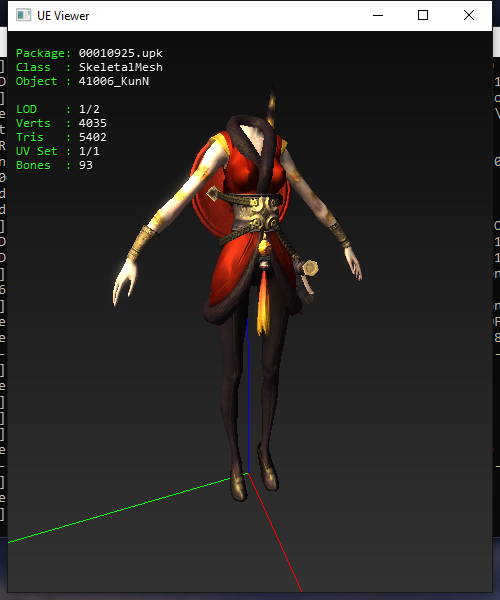 UE Viewer
Package: 00010925.upk
Class : SkeletalMesh
Object : 41006_KunN
LOD : 1/2
Verts : 4035
Tris : 5402
UV Set : 1/1
Bones : 93